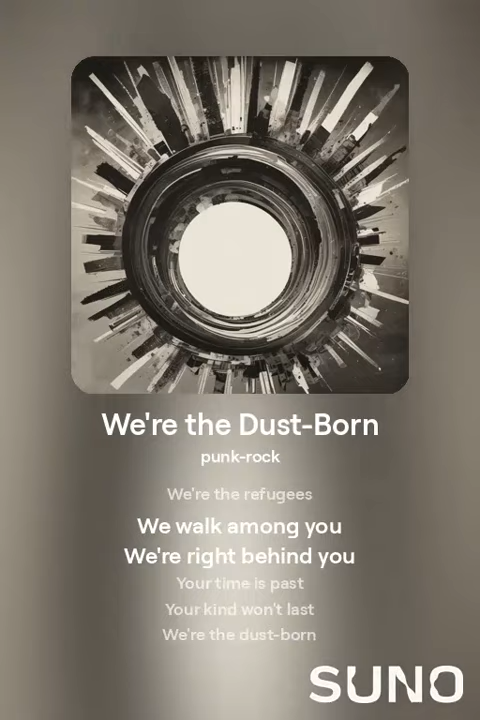 We're the Dust-Born
punk-rock
We're the refugees
We walk among you
We're right behind you
Your time is past
Your kind won't last
We're the dust-born
SUNO